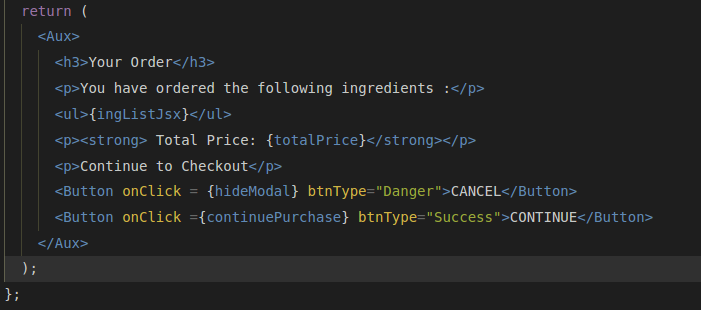 return (
<Aux>
<h3>Your Order</h3>
<p>You have ordered the following ingredients :</p>
<ul>{ingListJsx}</ul>
<p><strong> Total Price: {totalPrice}</strong></p>
<p>Continue to Checkout</p>
<Button onClick = {hideModal} btnType="Danger">CANCEL</Button>
<Button onClick ={continuePurchase} btnType="Success">CONTINUE</Button>
</Aux>
);
};